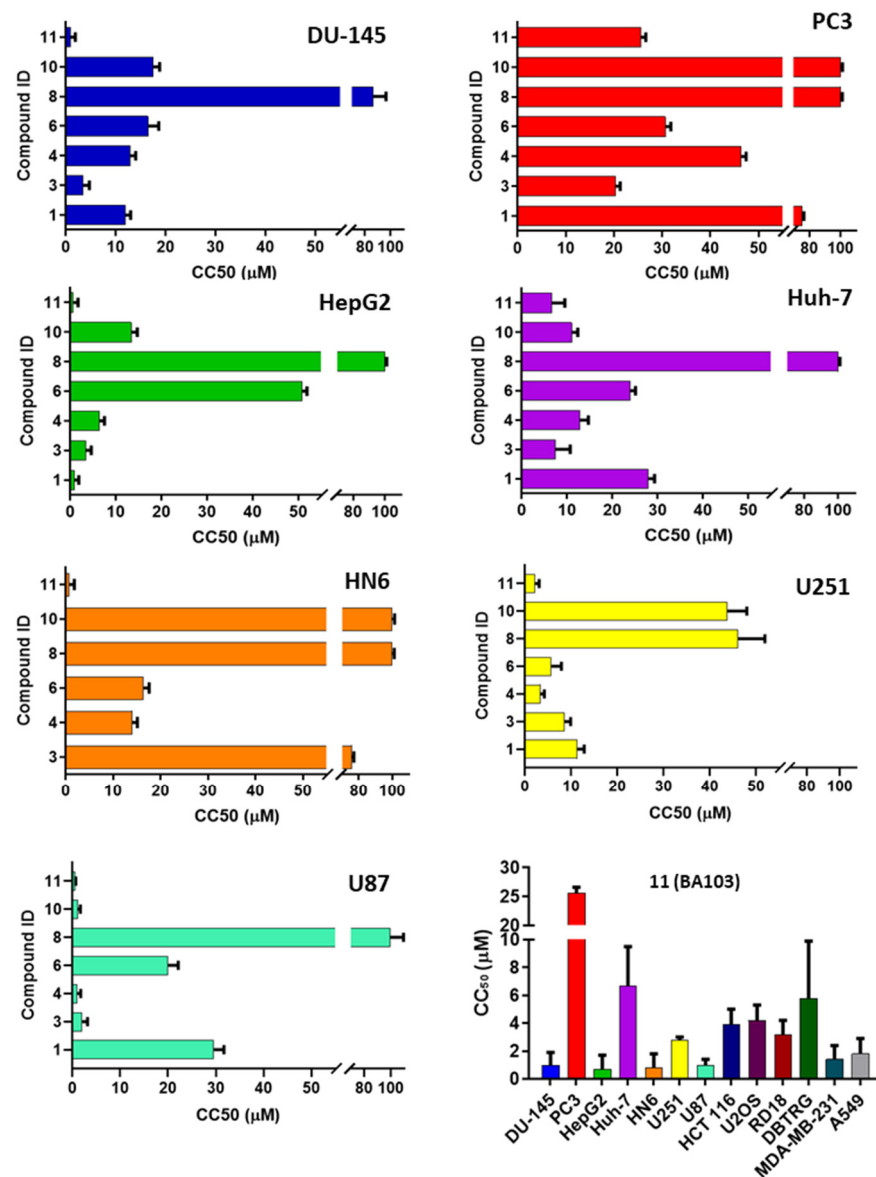 DU-145
Compound ID
11
10
8
6
4
3
1
0 10 20 30 40 50 80 100
CC50 (μM)
PC3
Compound ID
11
10
8
6
4
3
1
0 10 20 30 40 50 80 100
CC50 (μM)
HepG2
Compound ID
11
10
8
6
4
3
1
0 10 20 30 40 50 80 100
CC50 (μM)
Huh-7
Compound ID
11
10
8
6
4
3
1
0 10 20 30 40 50 80 100
CC50 (μM)
HN6
Compound ID
11
10
8
6
4
3
0 10 20 30 40 50 80 100
CC50 (μM)
U251
Compound ID
11
10
8
6
4
3
1
0 10 20 30 40 50 80 100
CC50 (μM)
U87
Compound ID
11
10
8
6
4
3
1
0 10 20 30 40 50 80 100
CC50 (μM)
11 (BA103)
CC₅₀ (μM)
30
25
20
10
8
6
4
2
0
DU-145
PC3
HepG2
Huh-7
HN6
U251
U87
HCT 116
U2OS
RD18
DBTRG
MDA-MB-231
A549